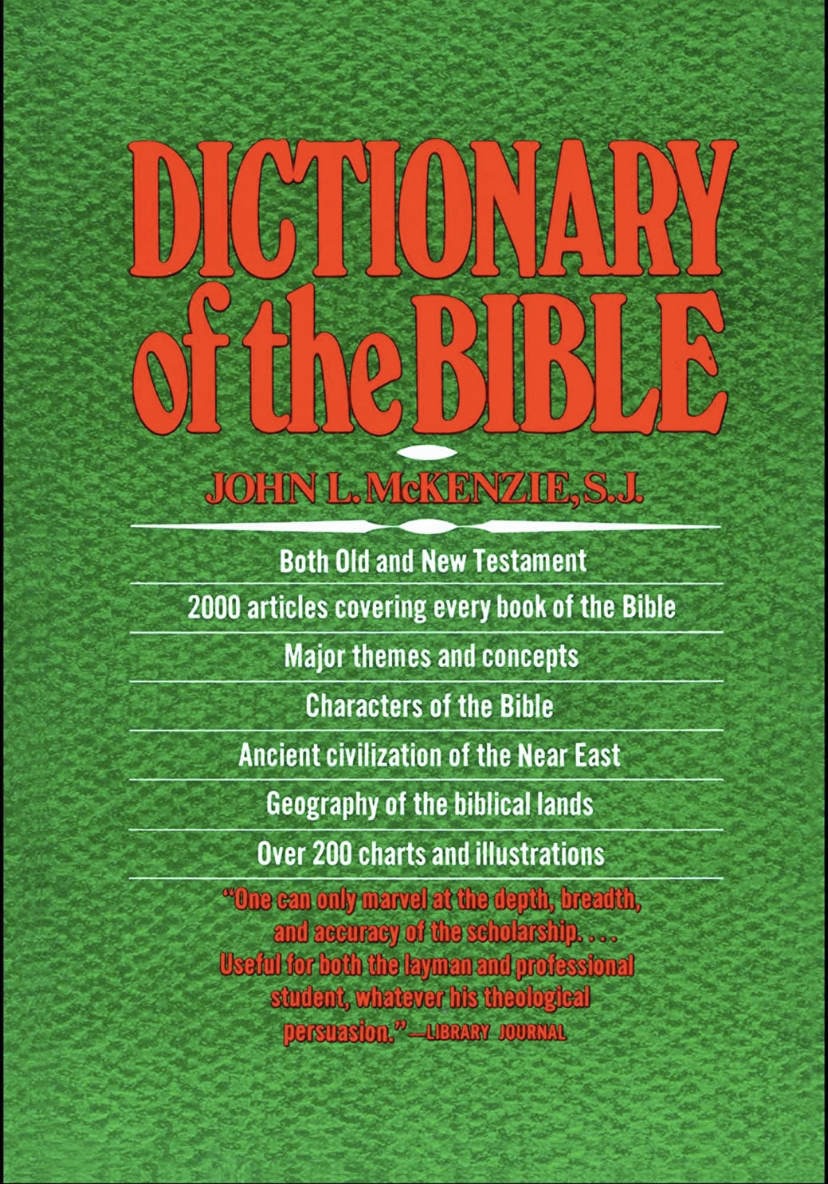 DICTIONARY
of the BIBLE
JOHN L. McKENZIE, S.J.
Both Old and New Testament
2000 articles covering every book of the Bible
Major themes and concepts
Characters of the Bible
Ancient civilization of the Near East
Geography of the biblical lands
Over 200 charts and illustrations
“One can only marvel at the depth, breadth,
and accuracy of the scholarship. . . .
Useful for both the layman and professional
student, whatever his theological
persuasion.”—LIBRARY JOURNAL